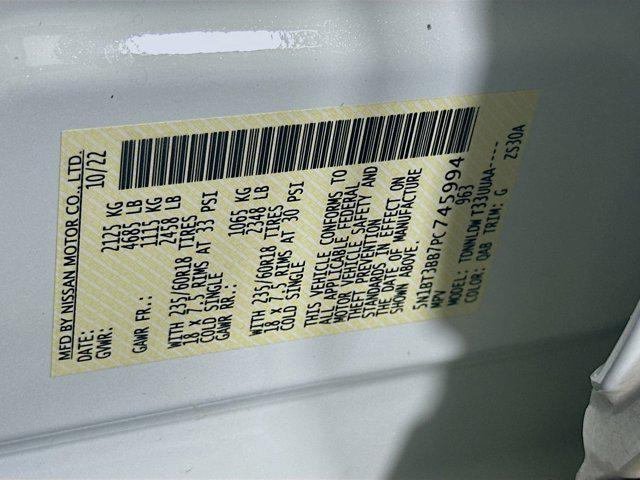 MFD BY NISSAN MOTOR CO., LTD.
DATE: 10/22
GVWR: 2125 KG
4685 LB
GAWR FR.: 1115 KG
2458 LB
WITH 235/60R18 TIRES
18 X 7.5 RIMS AT 33 PSI
COLD SINGLE
GAWR RR.: 1065 KG
2348 LB
WITH 235/60R18 TIRES
18 X 7.5 RIMS AT 30 PSI
COLD SINGLE
THIS VEHICLE CONFORMS TO
ALL APPLICABLE FEDERAL
MOTOR VEHICLE SAFETY AND
THEFT PREVENTION
STANDARDS IN EFFECT ON
THE DATE OF MANUFACTURE
SHOWN ABOVE.
5N1BT3BB7PC745994
MPV 963
MODEL: TONNLDW T33UUAA----
COLOR: QAB TRIM: G ZS30A